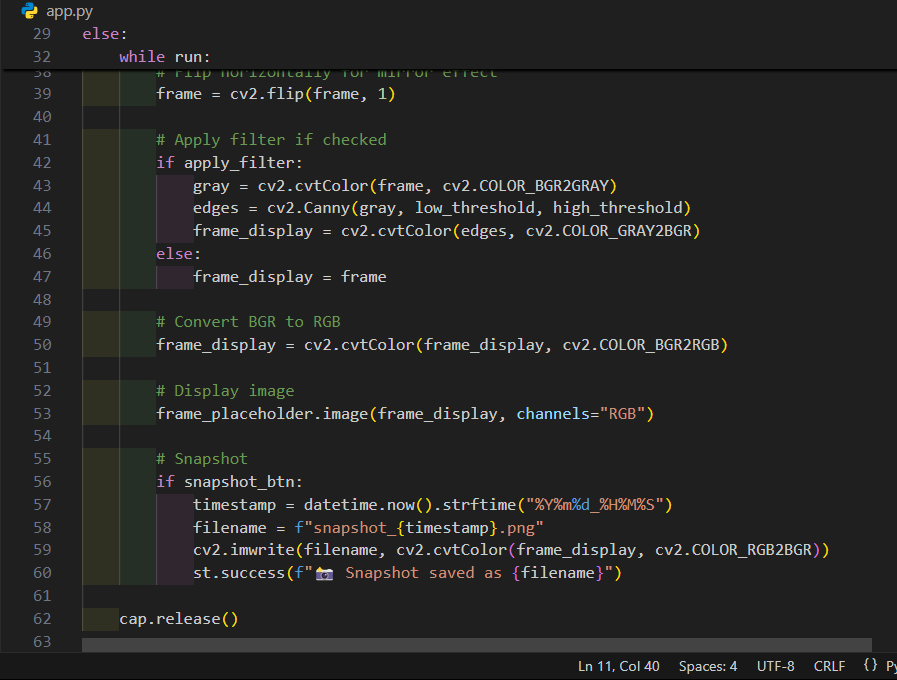 app.py
29 else:
32 while run:
38 # Flip horizontally for mirror effect
39 frame = cv2.flip(frame, 1)
40
41 # Apply filter if checked
42 if apply_filter:
43 gray = cv2.cvtColor(frame, cv2.COLOR_BGR2GRAY)
44 edges = cv2.Canny(gray, low_threshold, high_threshold)
45 frame_display = cv2.cvtColor(edges, cv2.COLOR_GRAY2BGR)
46 else:
47 frame_display = frame
48
49 # Convert BGR to RGB
50 frame_display = cv2.cvtColor(frame_display, cv2.COLOR_BGR2RGB)
51
52 # Display image
53 frame_placeholder.image(frame_display, channels="RGB")
54
55 # Snapshot
56 if snapshot_btn:
57 timestamp = datetime.now().strftime("%Y%m%d_%H%M%S")
58 filename = f"snapshot_{timestamp}.png"
59 cv2.imwrite(filename, cv2.cvtColor(frame_display, cv2.COLOR_RGB2BGR))
60 st.success(f"📸 Snapshot saved as {filename}")
61
62 cap.release()
63
Ln 11, Col 40 Spaces: 4 UTF-8 CRLF {} Py